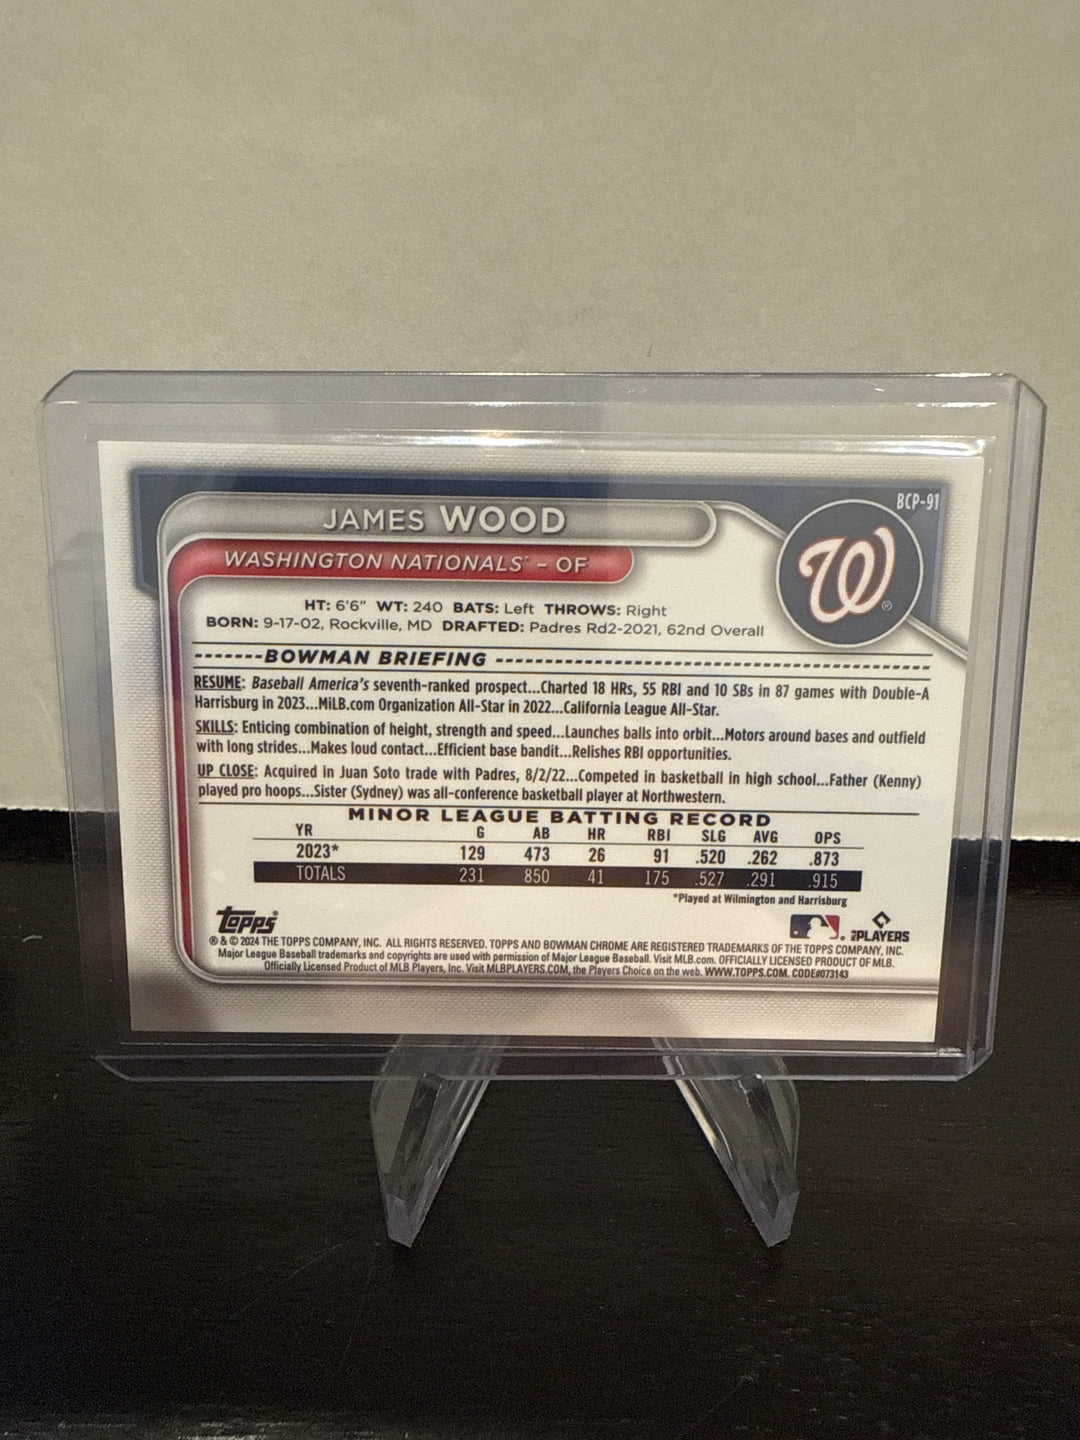 BCP-91
JAMES WOOD
WASHINGTON NATIONALS™ - OF
W®
HT: 6'6" WT: 240 BATS: Left THROWS: Right
BORN: 9-17-02, Rockville, MD DRAFTED: Padres Rd2-2021, 62nd Overall
BOWMAN BRIEFING
RESUME: Baseball America's seventh-ranked prospect...Charted 18 HRs, 55 RBI and 10 SBs in 87 games with Double-A
Harrisburg in 2023...MiLB.com Organization All-Star in 2022...California League All-Star.
SKILLS: Enticing combination of height, strength and speed...Launches balls into orbit...Motors around bases and outfield
with long strides...Makes loud contact...Efficient base bandit...Relishes RBI opportunities.
UP CLOSE: Acquired in Juan Soto trade with Padres, 8/2/22...Competed in basketball in high school...Father (Kenny)
played pro hoops...Sister (Sydney) was all-conference basketball player at Northwestern.
MINOR LEAGUE BATTING RECORD
YR G AB HR RBI SLG AVG OPS
2023* 129 473 26 91 .520 .262 .873
TOTALS 231 850 41 175 .527 .291 .915
*Played at Wilmington and Harrisburg
Topps®
MLB PLAYERS
® & © 2024 THE TOPPS COMPANY, INC. ALL RIGHTS RESERVED. TOPPS AND BOWMAN CHROME ARE REGISTERED TRADEMARKS OF THE TOPPS COMPANY, INC.
Major League Baseball trademarks and copyrights are used with permission of Major League Baseball. Visit MLB.com. OFFICIALLY LICENSED PRODUCT OF MLB.
Officially Licensed Product of MLB Players, Inc. Visit MLBPLAYERS.COM, the Players Choice on the web. WWW.TOPPS.COM. CODE#073143